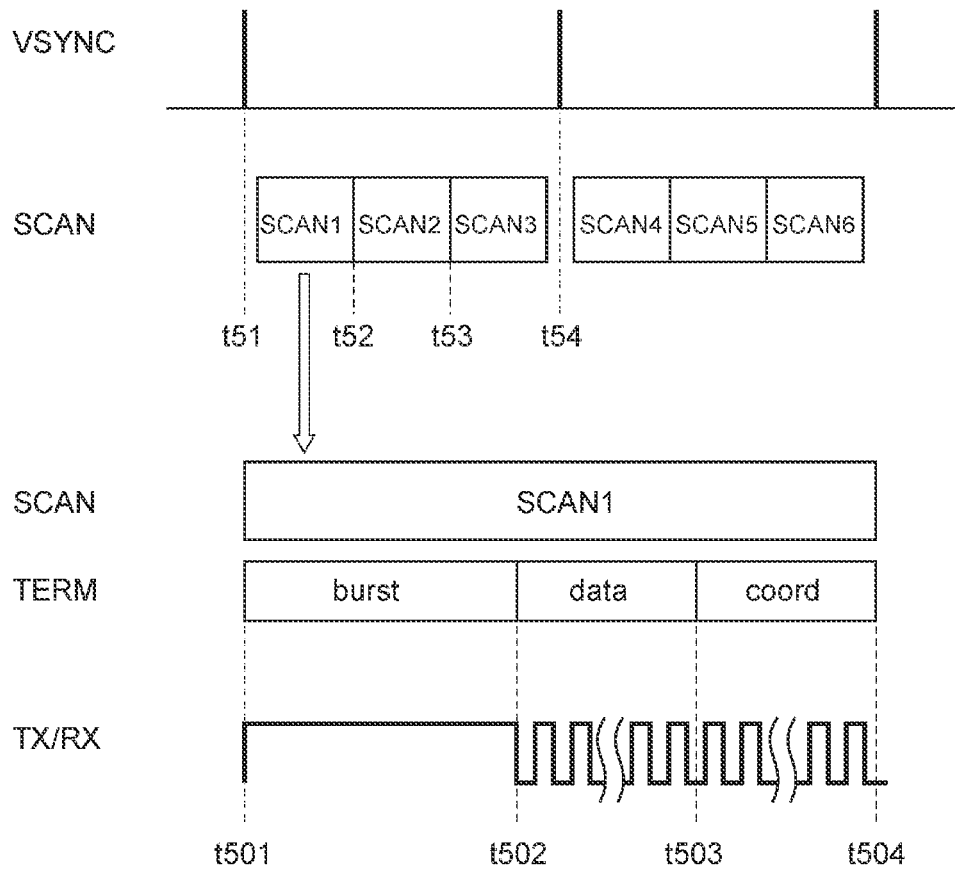 VSYNC
SCAN SCAN1 SCAN2 SCAN3 SCAN4 SCAN5 SCAN6
t51 t52 t53 t54
SCAN SCAN1
TERM burst data coord
TX/RX
t501 t502 t503 t504